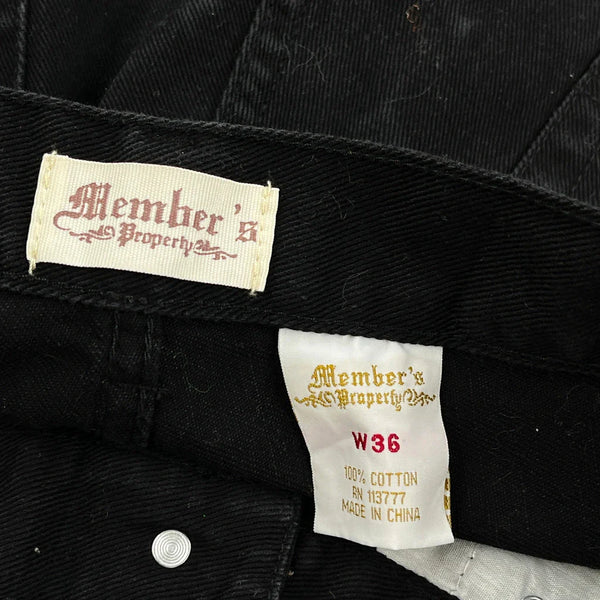 Member's
Property
Member's
Property
W36
100% COTTON
RN 113777
MADE IN CHINA